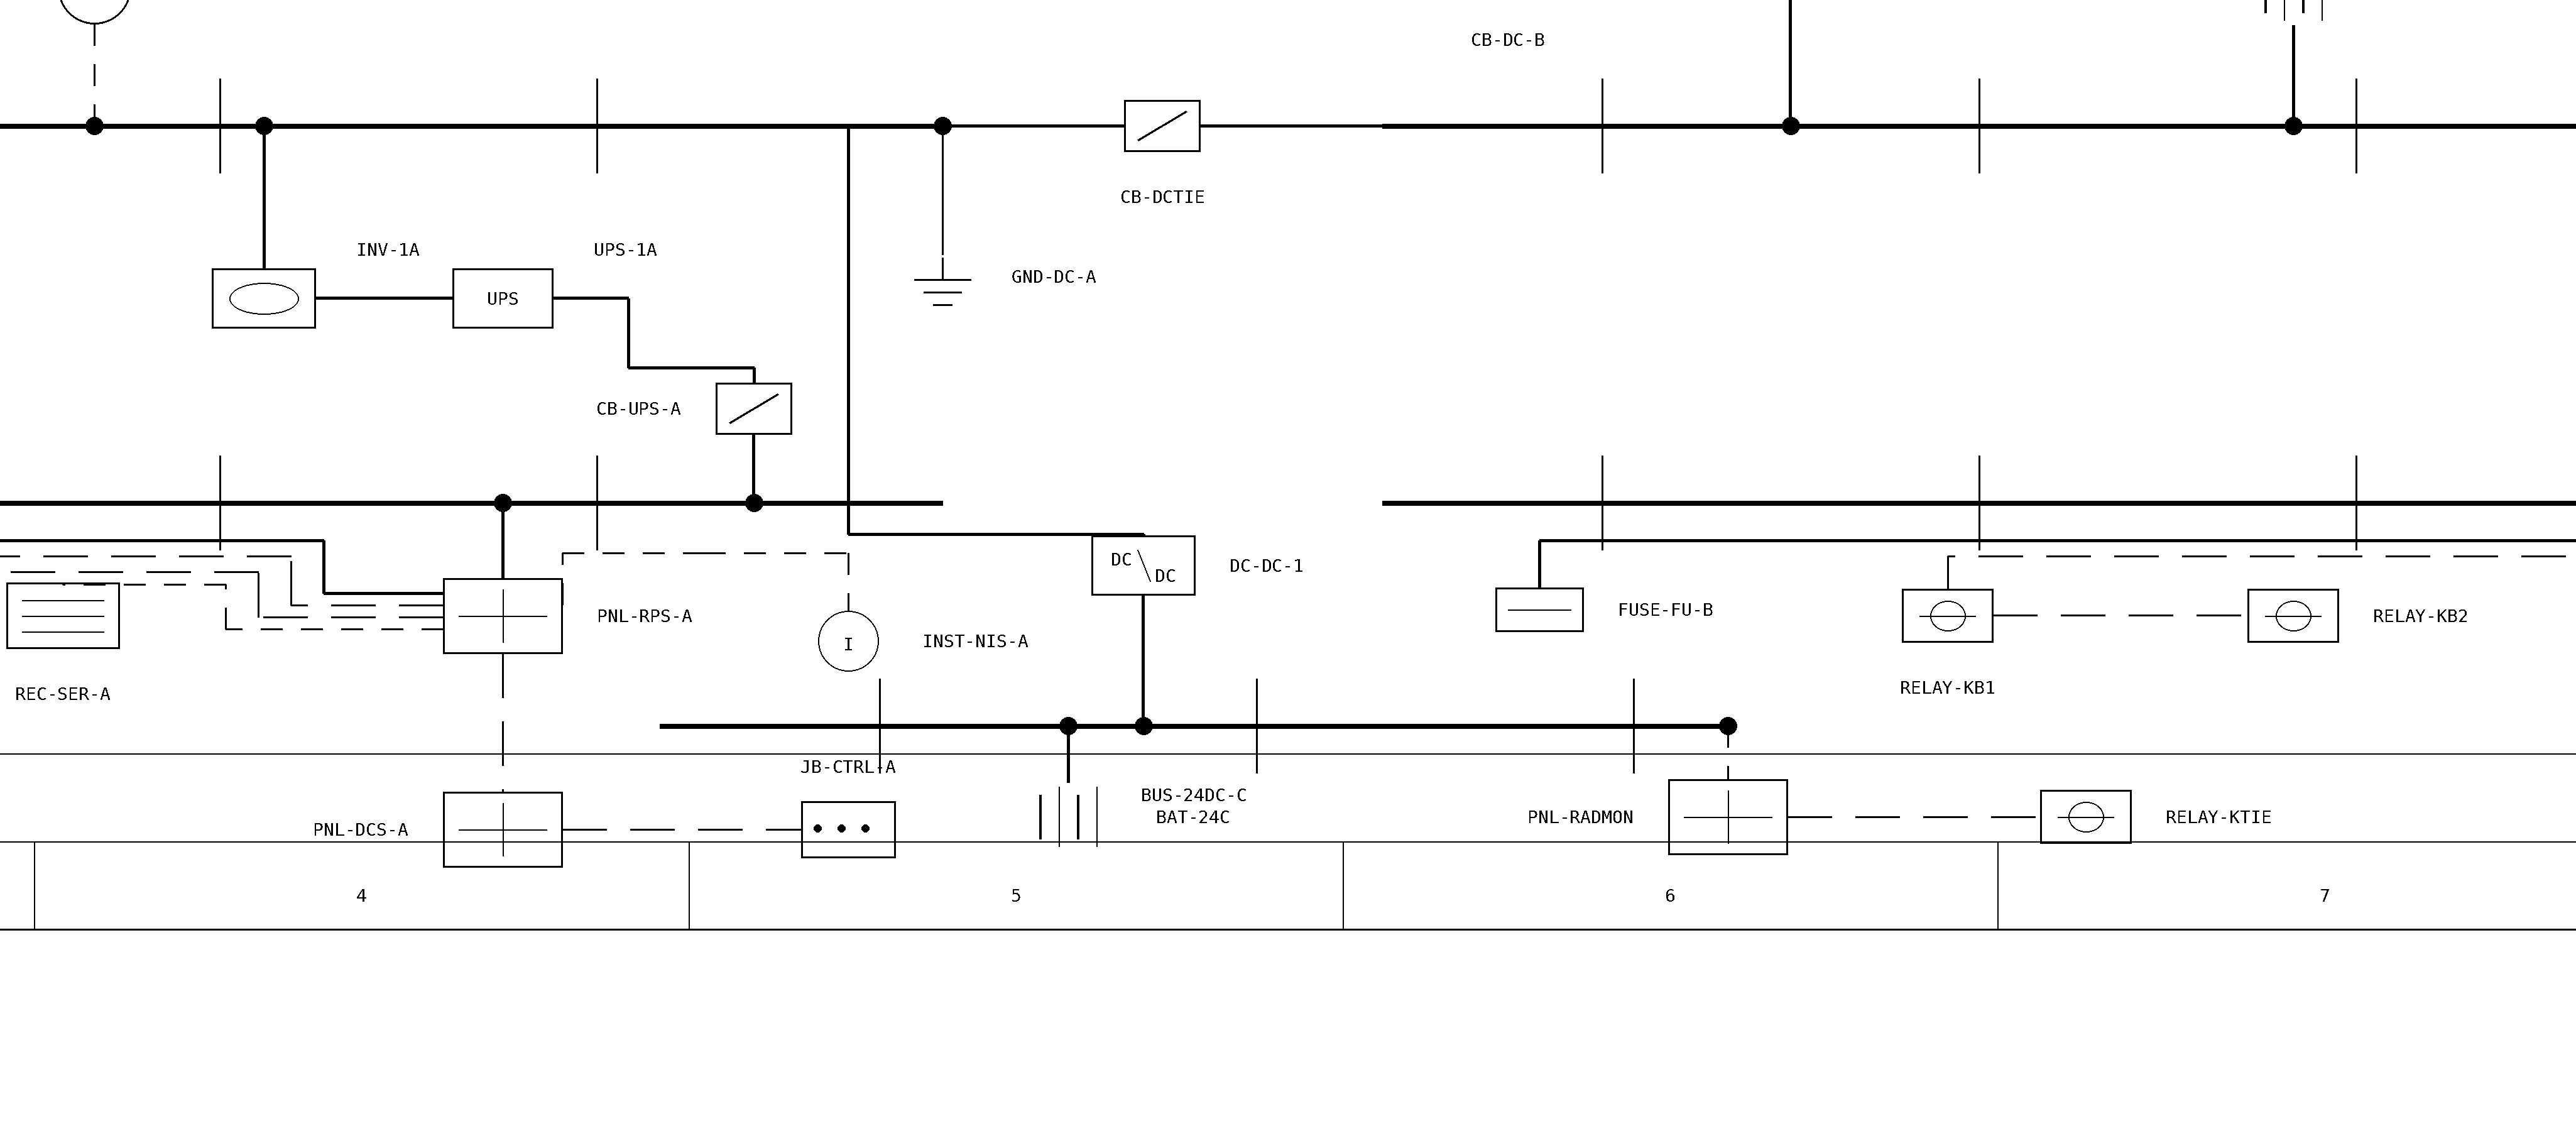 CB-DC-B
CB-DCTIE
INV-1A
UPS-1A
GND-DC-A
UPS
CB-UPS-A
DC
DC
DC-DC-1
PNL-RPS-A
FUSE-FU-B
RELAY-KB2
I
INST-NIS-A
REC-SER-A
RELAY-KB1
JB-CTRL-A
BUS-24DC-C
BAT-24C
PNL-RADMON
RELAY-KTIE
PNL-DCS-A
4
5
6
7